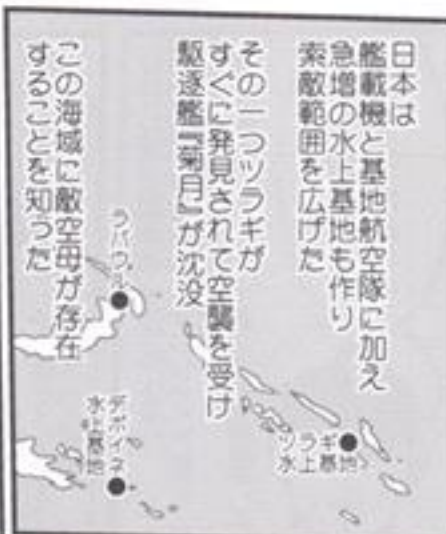 日本は
艦載機と基地航空隊に加え
急増の水上基地も作り
索敵範囲を広げた
その一つツラギが
すぐに発見されて空襲を受け
駆逐艦『菊月』が沈没
この海域に敵空母が存在
することを知った
ラバウル
ツラギ
水上基地
デボイネ
水上基地